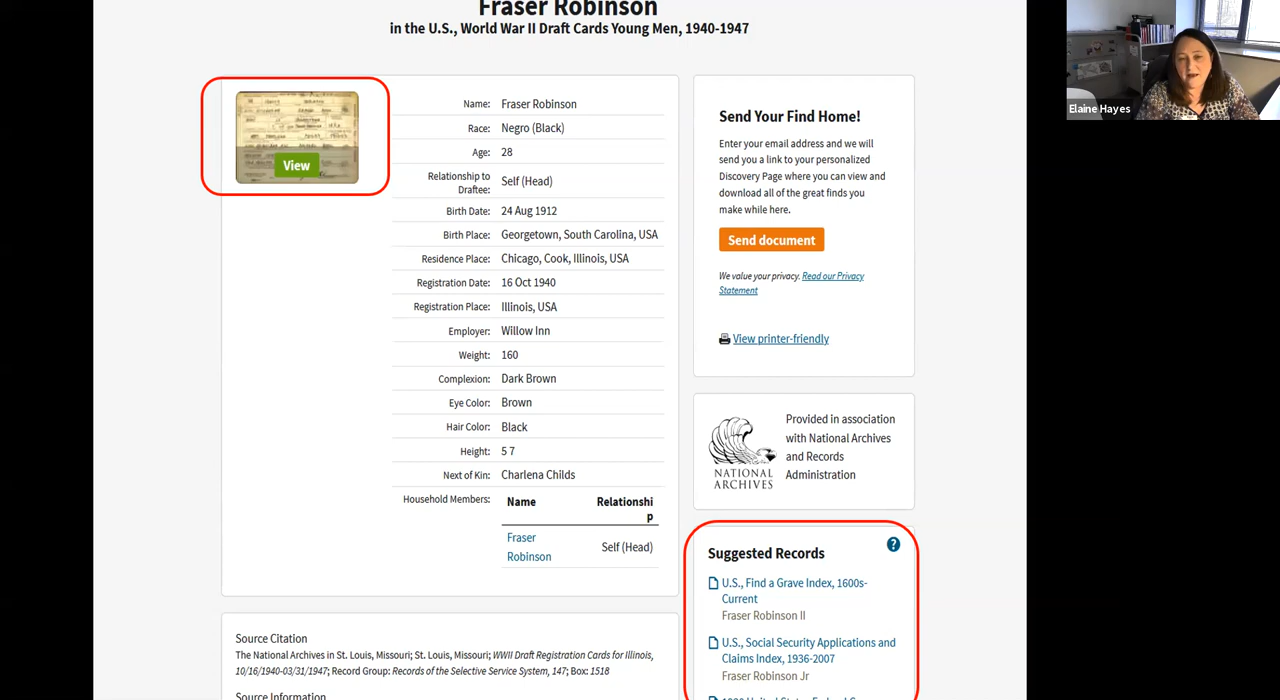 Fraser Robinson
in the U.S., World War II Draft Cards Young Men, 1940-1947
View
Name: Fraser Robinson
Race: Negro (Black)
Age: 28
Relationship to
Draftee: Self (Head)
Birth Date: 24 Aug 1912
Birth Place: Georgetown, South Carolina, USA
Residence Place: Chicago, Cook, Illinois, USA
Registration Date: 16 Oct 1940
Registration Place: Illinois, USA
Employer: Willow Inn
Weight: 160
Complexion: Dark Brown
Eye Color: Brown
Hair Color: Black
Height: 5 7
Next of Kin: Charlena Childs
Household Members: Name Relationshi
p
Fraser
Robinson Self (Head)
Source Citation
The National Archives in St. Louis, Missouri; St. Louis, Missouri; WWII Draft Registration Cards for Illinois,
10/16/1940-03/31/1947; Record Group: Records of the Selective Service System, 147; Box: 1518
Source Information
Send Your Find Home!
Enter your email address and we will
send you a link to your personalized
Discovery Page where you can view and
download all of the great finds you
make while here.
Send document
We value your privacy. Read our Privacy
Statement
View printer-friendly
NATIONAL
ARCHIVES
Provided in association
with National Archives
and Records
Administration
Suggested Records
?
U.S., Find a Grave Index, 1600s-
Current
Fraser Robinson II
U.S., Social Security Applications and
Claims Index, 1936-2007
Fraser Robinson Jr
Elaine Hayes